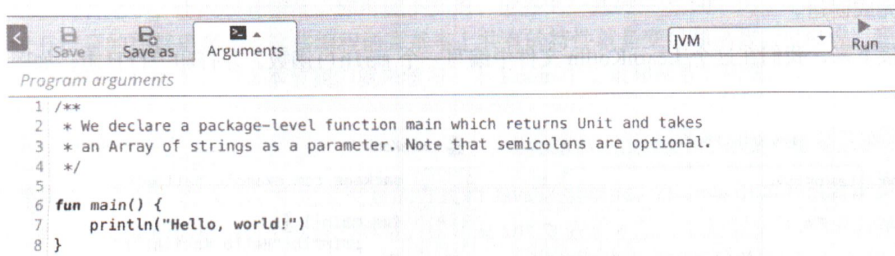 Save
Save as
Arguments
JVM
Run
Program arguments
1 /**
2 * We declare a package-level function main which returns Unit and takes
3 * an Array of strings as a parameter. Note that semicolons are optional.
4 */
5
6 fun main() {
7 println("Hello, world!")
8 }